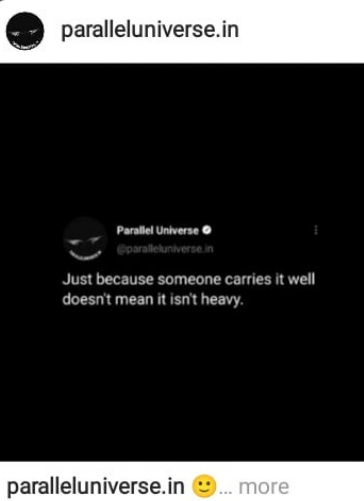 paralleluniverse.in
Parallel Universe
@paralleluniverse.in
Just because someone carries it well
doesn't mean it isn't heavy.
paralleluniverse.in 🙂... more